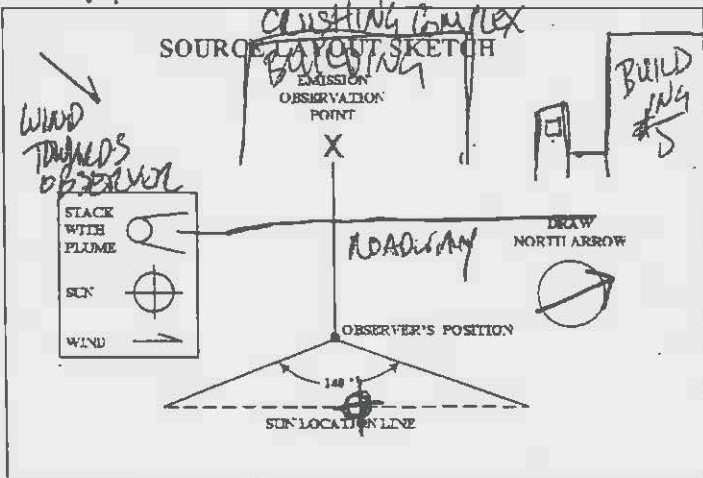 CRUSHING COMPLEX
SOURCE LAYOUT SKETCH
BUILDING
EMISSION
OBSERVATION
POINT
X
BUILD
ING
#5
WIND
TOWARDS
OBSERVER
STACK
WITH
PLUME
SUN
WIND
ROADWAY
DRAW
NORTH ARROW
OBSERVER'S POSITION
140°
SUN LOCATION LINE